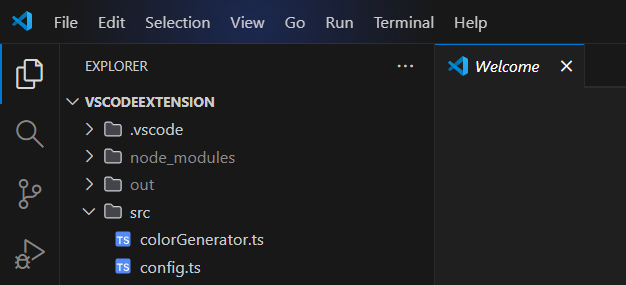 File Edit Selection View Go Run Terminal Help
EXPLORER
Welcome
VSCODEEXTENSION
.vscode
node_modules
out
src
TS colorGenerator.ts
TS config.ts